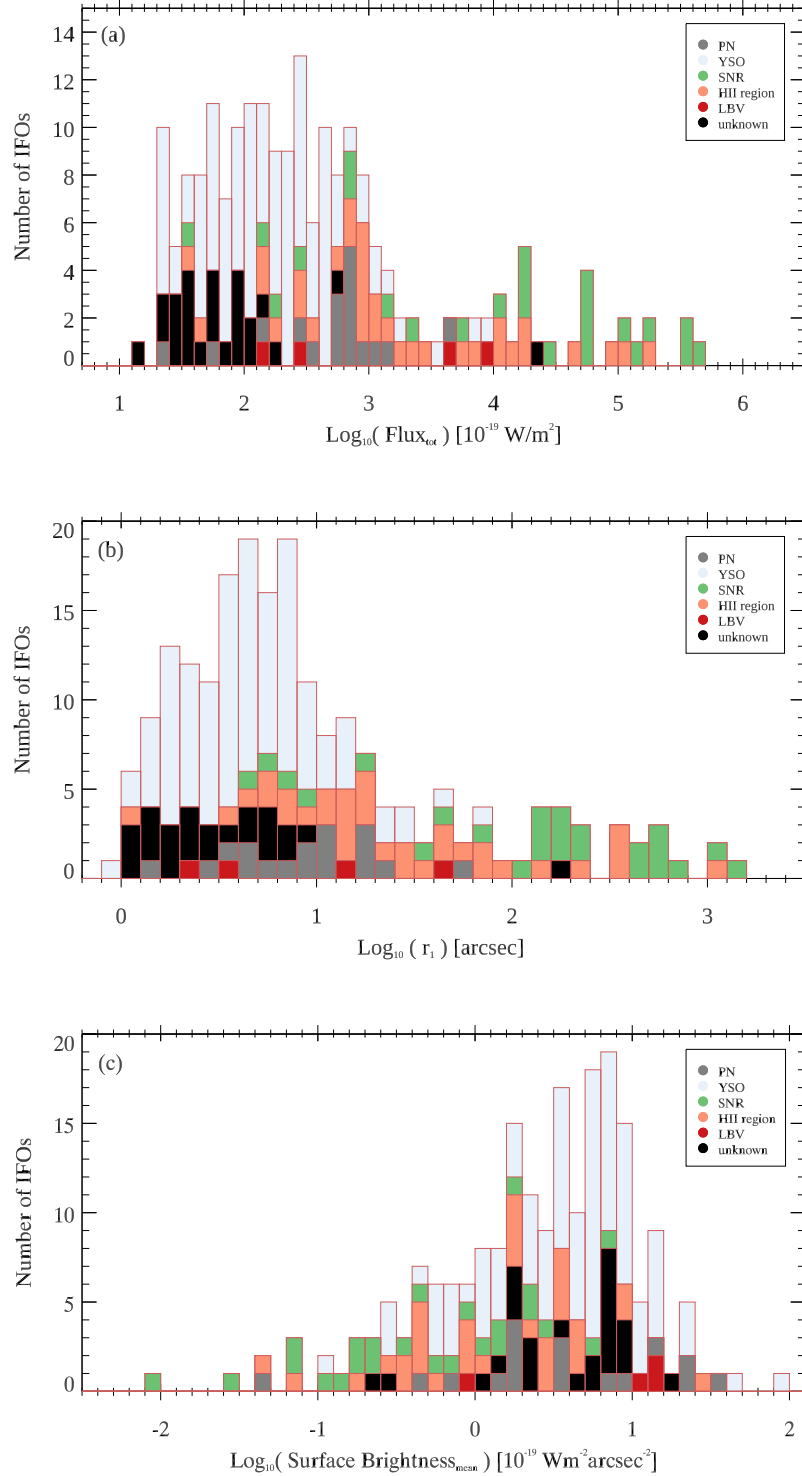 (a)
14
12
10
8
6
4
2
0
Number of IFOs
PN
YSO
SNR
HII region
LBV
unknown
1 2 3 4 5 6
Log₁₀( Flux_tot ) [10⁻¹⁹ W/m²]
(b)
20
15
10
5
0
Number of IFOs
PN
YSO
SNR
HII region
LBV
unknown
0 1 2 3
Log₁₀ ( r₁ ) [arcsec]
(c)
20
15
10
5
0
Number of IFOs
PN
YSO
SNR
HII region
LBV
unknown
-2 -1 0 1 2
Log₁₀( Surface Brightness_mean ) [10⁻¹⁹ Wm⁻²arcsec⁻²]